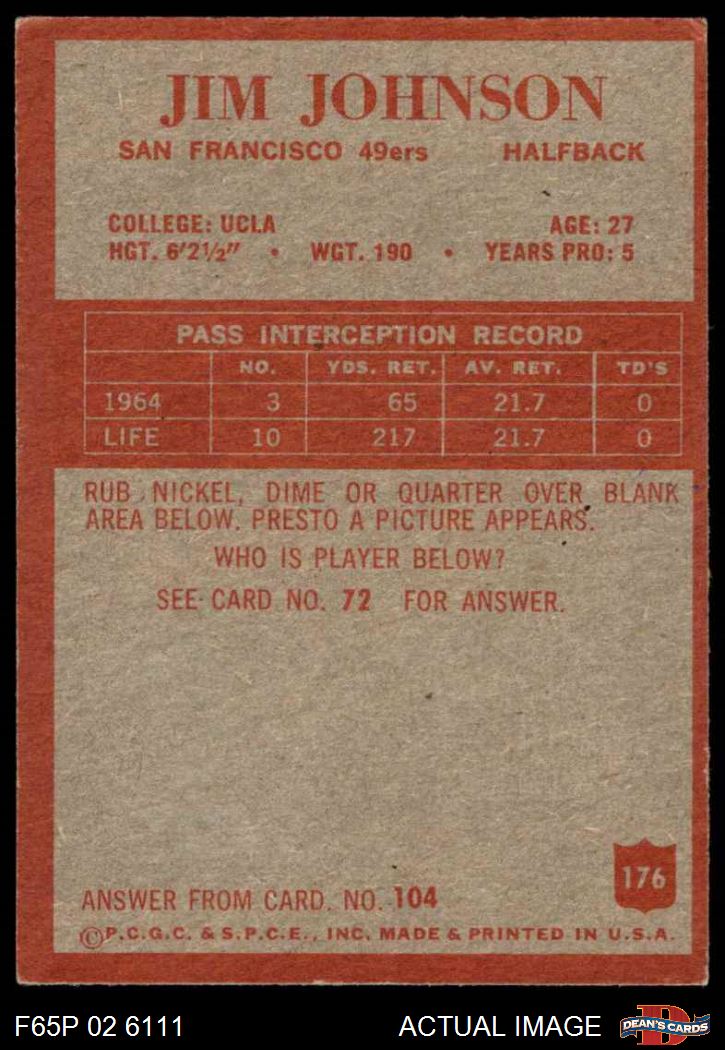 JIM JOHNSON
SAN FRANCISCO 49ers HALFBACK
COLLEGE: UCLA AGE: 27
HGT. 6'2½" • WGT. 190 • YEARS PRO: 5
PASS INTERCEPTION RECORD
NO. YDS. RET. AV. RET. TD'S
1964 3 65 21.7 0
LIFE 10 217 21.7 0
RUB NICKEL, DIME OR QUARTER OVER BLANK
AREA BELOW. PRESTO A PICTURE APPEARS.
WHO IS PLAYER BELOW?
SEE CARD NO. 72 FOR ANSWER.
176
ANSWER FROM CARD. NO. 104
©P.C.G.C. & S.P.C.E., INC. MADE & PRINTED IN U.S.A.
F65P 02 6111 ACTUAL IMAGE
D
DEAN'S CARDS